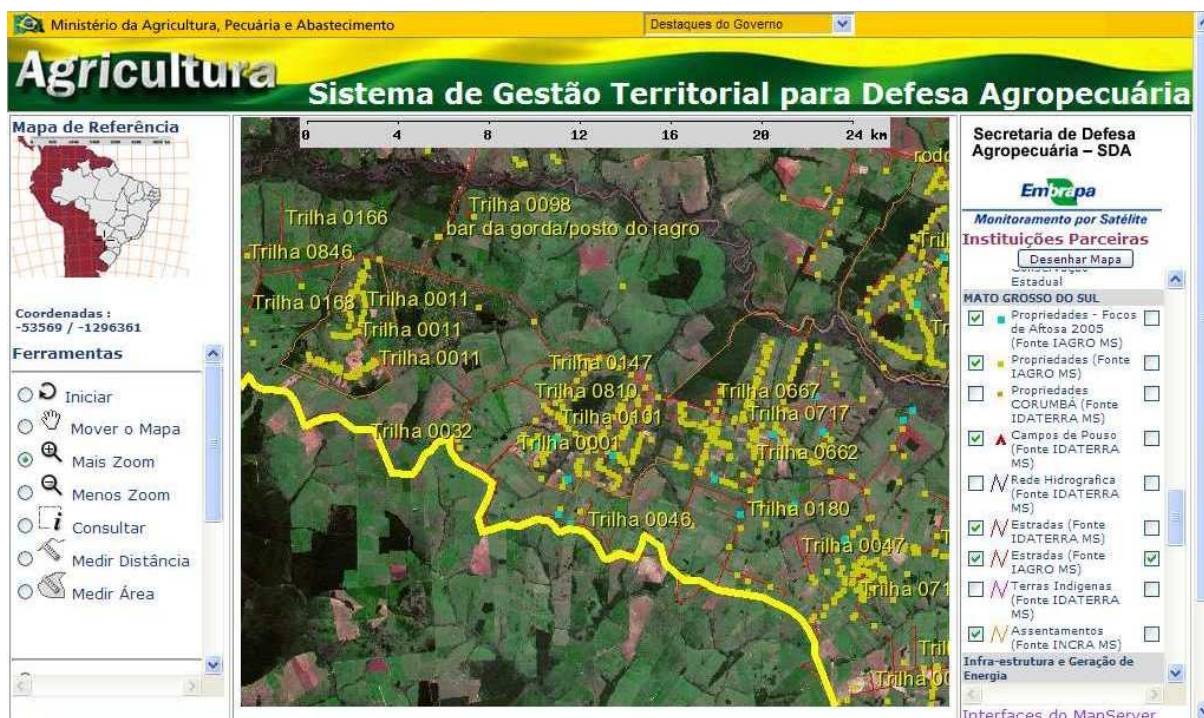 Ministério da Agricultura, Pecuária e Abastecimento
Destaques do Governo
Agricultura
Sistema de Gestão Territorial para Defesa Agropecuária
Mapa de Referência
Coordenadas :
-53569 / -1296361
Ferramentas
Iniciar
Mover o Mapa
Mais Zoom
Menos Zoom
Consultar
Medir Distância
Medir Área
0 4 8 12 16 20 24 km
Trilha 0166
Trilha 0098
bar da gorda/posto do iagro
Trilha 0846
Trilha 0168
Trilha 0011
Trilha 0011
Trilha 0011
Trilha 0147
Trilha 0810
Trilha 0667
Trilha 0101
Trilha 0717
Trilha 0032
Trilha 0001
Trilha 0662
Trilha 0046
Trilha 0180
Trilha 0047
Trilha 071
Secretaria de Defesa
Agropecuária – SDA
Embrapa
Monitoramento por Satélite
Instituições Parceiras
Desenhar Mapa
Estadual
MATO GROSSO DO SUL
Propriedades - Focos
de Aftosa 2005
(Fonte IAGRO MS)
Propriedades (Fonte
IAGRO MS)
Propriedades
CORUMBÁ (Fonte
IDATERRA MS)
Campos de Pouso
(Fonte IDATERRA
MS)
Rede Hidrografica
(Fonte IDATERRA
MS)
Estradas (Fonte
IDATERRA MS)
Estradas (Fonte
IAGRO MS)
Terras Indigenas
(Fonte IDATERRA
MS)
Assentamentos
(Fonte INCRA MS)
Infra-estrutura e Geração de
Energia
Interfaces do MapServer